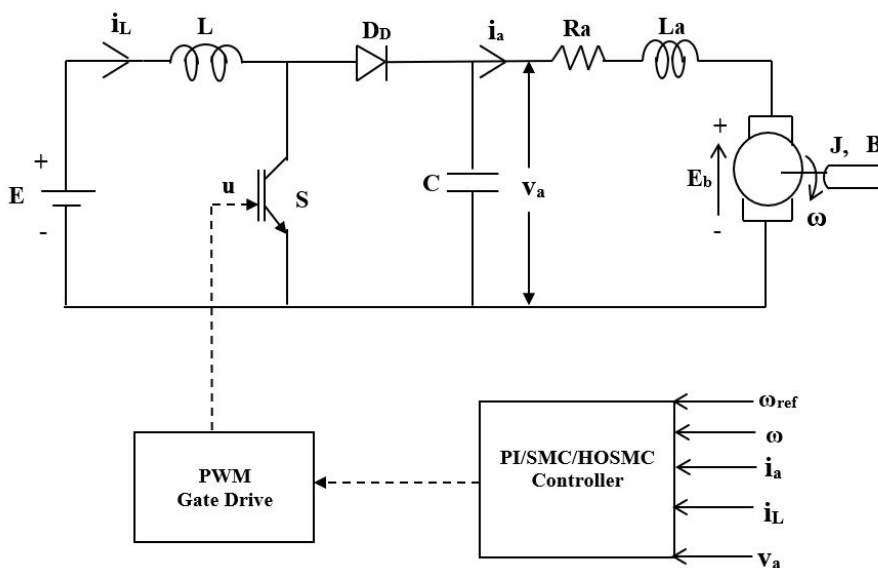 iL
L
DD
ia
Ra
La
+
E
-
u
S
C
va
+
Eb
-
J, B
ω
PWM
Gate Drive
PI/SMC/HOSMC
Controller
ωref
ω
ia
iL
va